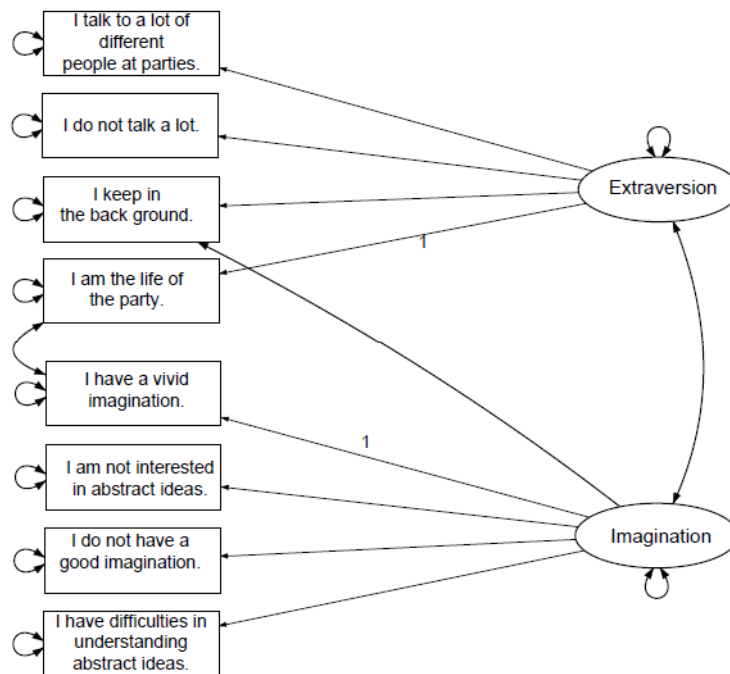 I talk to a lot of
different
people at parties.
I do not talk a lot.
I keep in
the back ground.
I am the life of
the party.
I have a vivid
imagination.
I am not interested
in abstract ideas.
I do not have a
good imagination.
I have difficulties in
understanding
abstract ideas.
Extraversion
1
1
Imagination